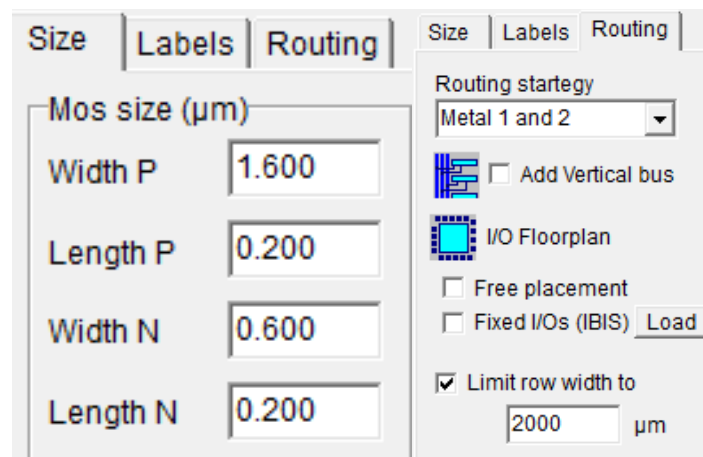 Size Labels Routing
Mos size (µm)
Width P 1.600
Length P 0.200
Width N 0.600
Length N 0.200
Size Labels Routing
Routing startegy
Metal 1 and 2
Add Vertical bus
I/O Floorplan
Free placement
Fixed I/Os (IBIS) Load
Limit row width to
2000 µm